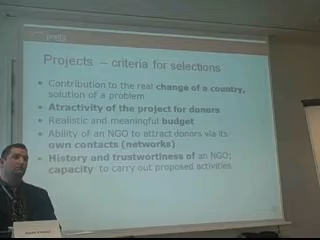 Projects – criteria for selections
• Contribution to the real change of a country,
solution of a problem
• Atractivity of the project for donors
• Realistic and meaningful budget
• Ability of an NGO to attract donors via its
own contacts (networks)
• History and trustwortiness of an NGO;
capacity to carry out proposed activities